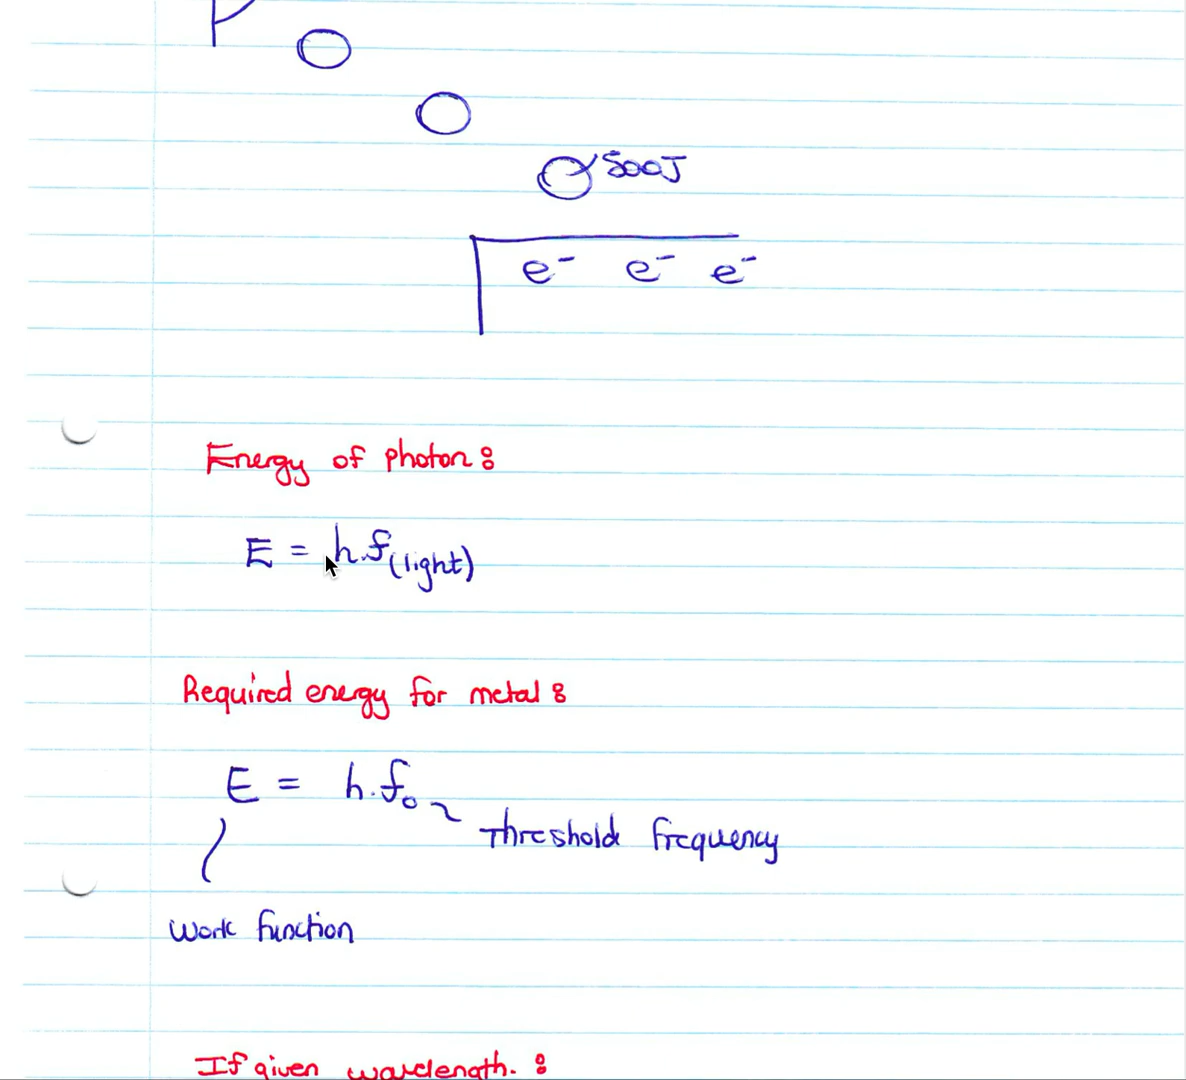 500J
e⁻ e⁻ e⁻
Energy of photon:
E = h.f(light)
Required energy for metal:
E = h.f₀
Threshold frequency
Work function
If given wavelength.: